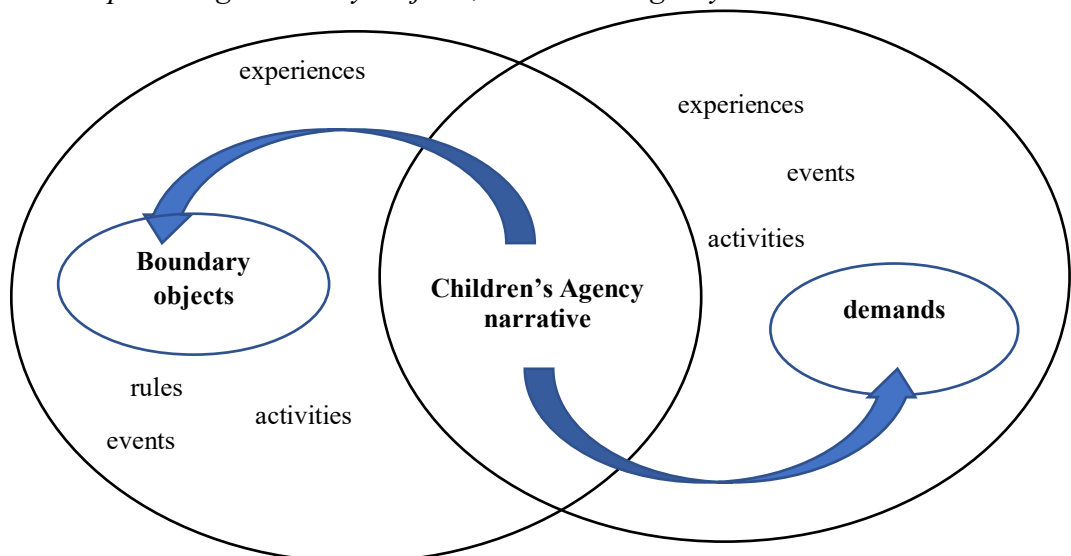 experiences
experiences
events
activities
Boundary
objects
Children’s Agency
narrative
demands
rules
activities
events